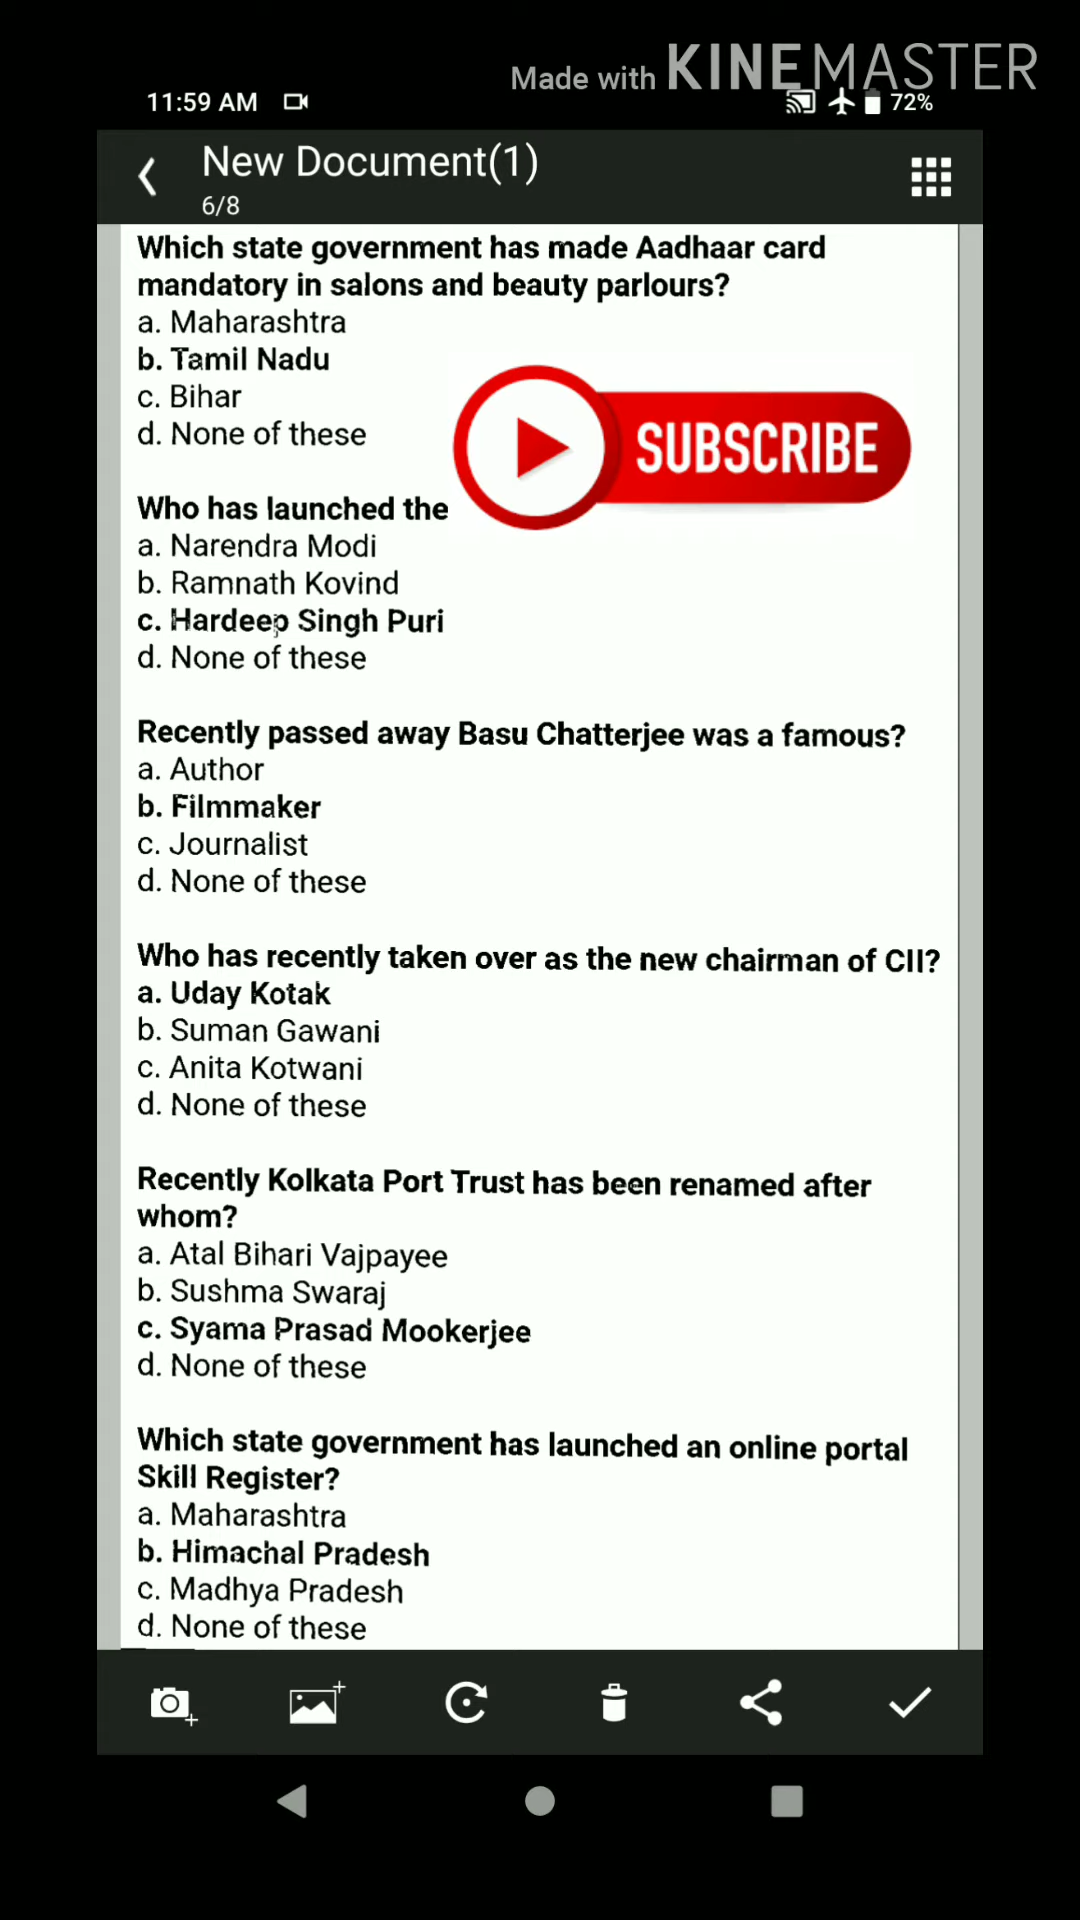 Made with KINEMASTER
11:59 AM 72%
New Document(1)
6/8
Which state government has made Aadhaar card
mandatory in salons and beauty parlours?
a. Maharashtra
b. Tamil Nadu
c. Bihar
d. None of these
SUBSCRIBE
Who has launched the
a. Narendra Modi
b. Ramnath Kovind
c. Hardeep Singh Puri
d. None of these
Recently passed away Basu Chatterjee was a famous?
a. Author
b. Filmmaker
c. Journalist
d. None of these
Who has recently taken over as the new chairman of CII?
a. Uday Kotak
b. Suman Gawani
c. Anita Kotwani
d. None of these
Recently Kolkata Port Trust has been renamed after
whom?
a. Atal Bihari Vajpayee
b. Sushma Swaraj
c. Syama Prasad Mookerjee
d. None of these
Which state government has launched an online portal
Skill Register?
a. Maharashtra
b. Himachal Pradesh
c. Madhya Pradesh
d. None of these